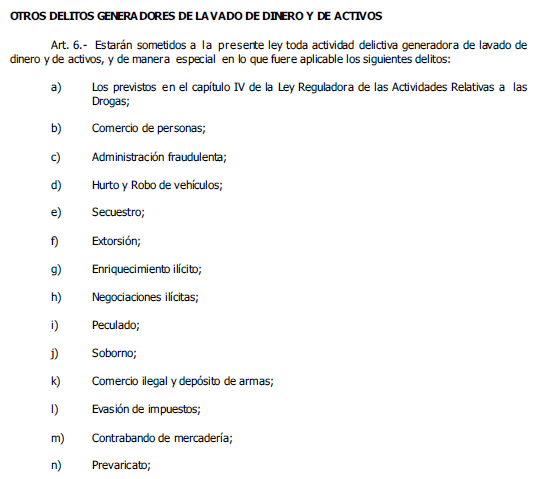 OTROS DELITOS GENERADORES DE LAVADO DE DINERO Y DE ACTIVOS
Art. 6.- Estarán sometidos a la presente ley toda actividad delictiva generadora de lavado de
dinero y de activos, y de manera especial en lo que fuere aplicable los siguientes delitos:
a) Los previstos en el capítulo IV de la Ley Reguladora de las Actividades Relativas a las
Drogas;
b) Comercio de personas;
c) Administración fraudulenta;
d) Hurto y Robo de vehículos;
e) Secuestro;
f) Extorsión;
g) Enriquecimiento ilícito;
h) Negociaciones ilícitas;
i) Peculado;
j) Soborno;
k) Comercio ilegal y depósito de armas;
l) Evasión de impuestos;
m) Contrabando de mercadería;
n) Prevaricato;